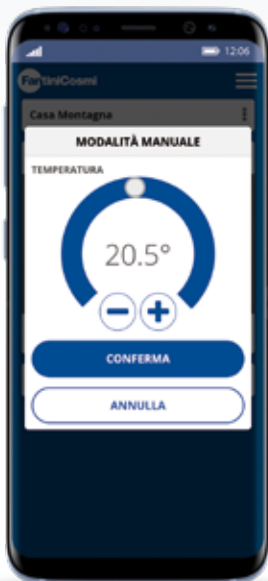 12:06
FantiniCosmi
Casa Montagna
MODALITÀ MANUALE
TEMPERATURA
20.5°
CONFERMA
ANNULLA